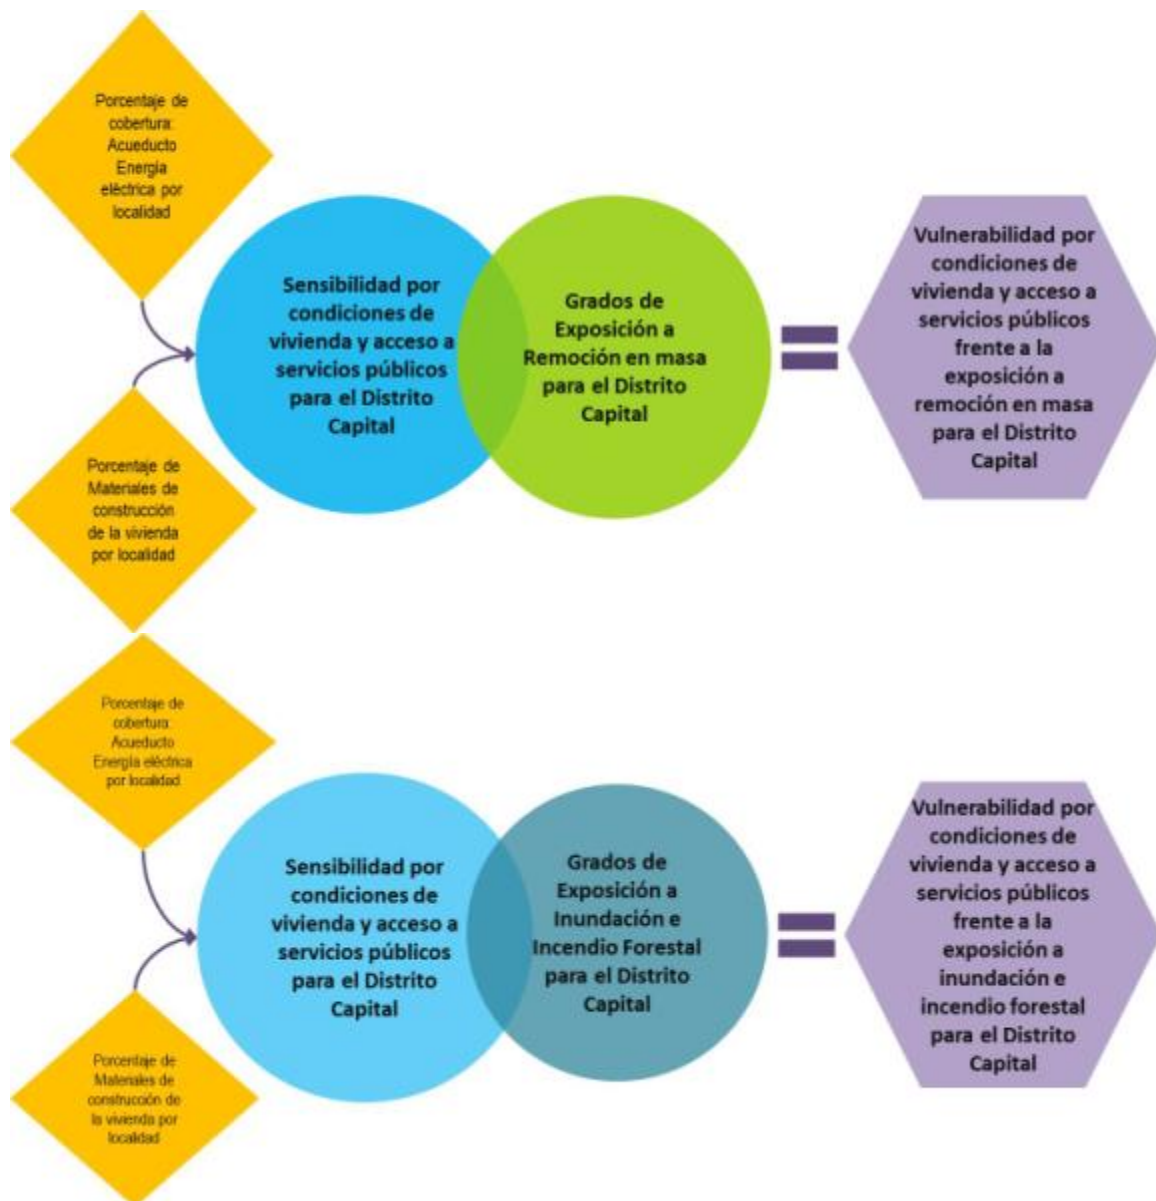 Porcentaje de
cobertura:
Acueducto
Energía
eléctrica por
localidad
Sensibilidad por
condiciones de
vivienda y acceso a
servicios públicos
para el Distrito
Capital
Grados de
Exposición a
Remoción en masa
para el Distrito
Capital
Vulnerabilidad por
condiciones de
vivienda y acceso a
servicios públicos
frente a la
exposición a
remoción en masa
para el Distrito
Capital
Porcentaje de
Materiales de
construcción
de la vivienda
por localidad
Porcentaje de
cobertura:
Acueducto
Energía eléctrica
por localidad
Sensibilidad por
condiciones de
vivienda y acceso a
servicios públicos
para el Distrito
Capital
Grados de
Exposición a
Inundación e
Incendio Forestal
para el Distrito
Capital
Vulnerabilidad por
condiciones de
vivienda y acceso a
servicios públicos
frente a la
exposición a
inundación e
incendio forestal
para el Distrito
Capital
Porcentaje de
Materiales de
construcción de
la vivienda por
localidad